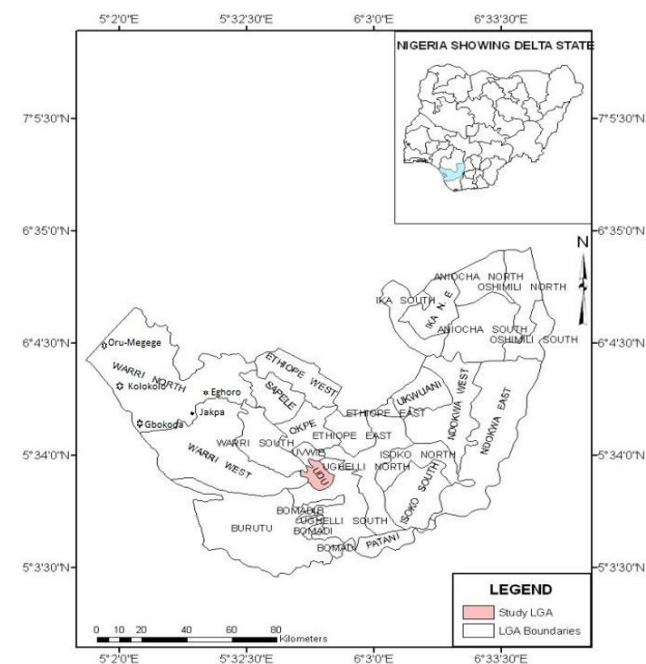 5°2'0"E 5°32'30"E 6°3'0"E 6°33'30"E
NIGERIA SHOWING DELTA STATE
7°5'30"N 7°5'30"N
6°35'0"N 6°35'0"N
N
ANIOCHA NORTH
OSHIMILI NORTH
IKA SOUTH
IKA N. E
ANIOCHA SOUTH
OSHIMILI SOUTH
6°4'30"N 6°4'30"N
Oru-Megege
WARRI NORTH
Kolokolo
Eghoro
Jakpa
Gbokoda
ETHIOPE WEST
SAPELE
UKWUANI
NDOKWA WEST
NDOKWA EAST
ETHIOPE EAST
OKPE
ETHIOPE EAST
WARRI SOUTH
UVWIE
ISOKO NORTH
5°34'0"N 5°34'0"N
WARRI WEST
UDU
UGHELLI NORTH
ISOKO SOUTH
BOMADI
UGHELLI SOUTH
BURUTU
BOMADI
BOMADI
PATANI
5°3'30"N 5°3'30"N
LEGEND
Study LGA
LGA Boundaries
0 10 20 40 60 80
Kilometers
5°2'0"E 5°32'30"E 6°3'0"E 6°33'30"E